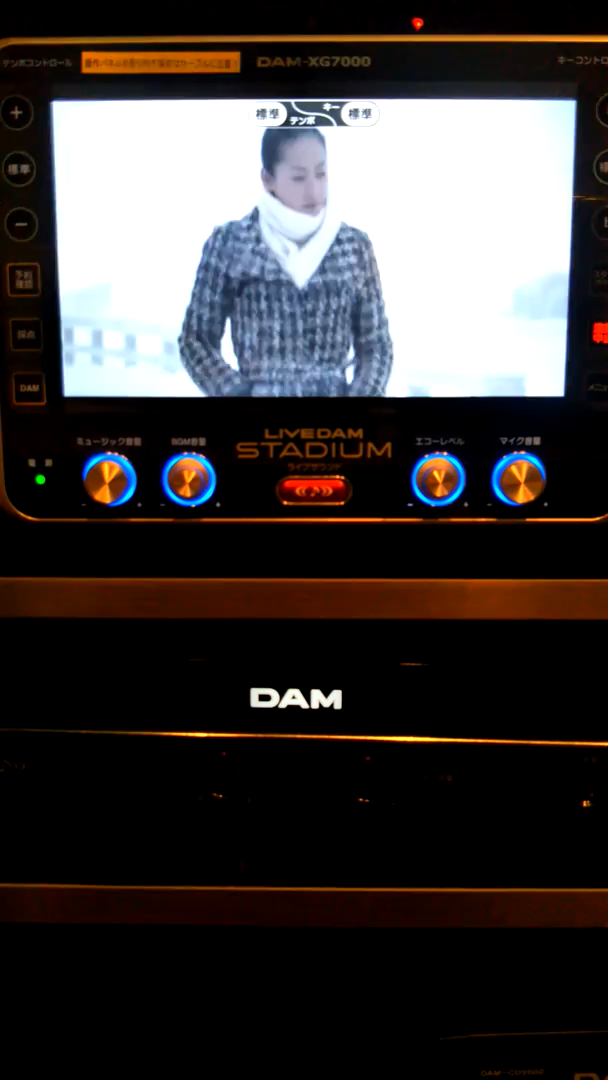 テンポコントロール
DAM-XG7000
キーコントロ
標準
テンポ
キー
標準
標準
予約
確認
採点
DAM
ミュージック音量
BGM音量
LIVE DAM
STADIUM
エコーレベル
マイク音量
ライブサウンド
DAM